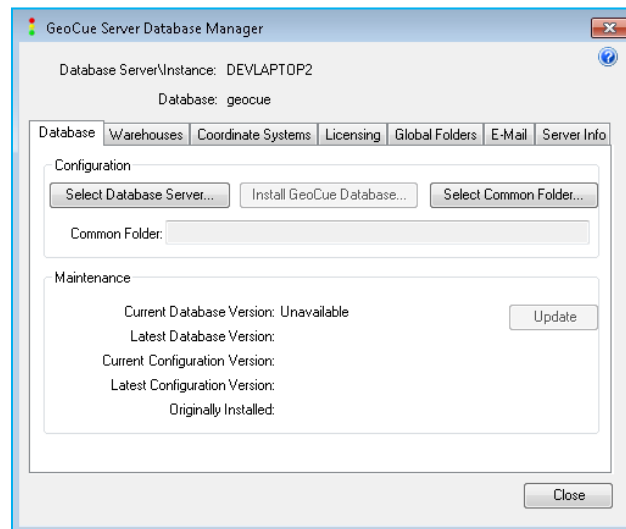 GeoCue Server Database Manager
Database Server\Instance: DEVLAPTOP2
Database: geocue
Database Warehouses Coordinate Systems Licensing Global Folders E-Mail Server Info
Configuration
Select Database Server... Install GeoCue Database... Select Common Folder...
Common Folder:
Maintenance
Current Database Version: Unavailable Update
Latest Database Version:
Current Configuration Version:
Latest Configuration Version:
Originally Installed:
Close